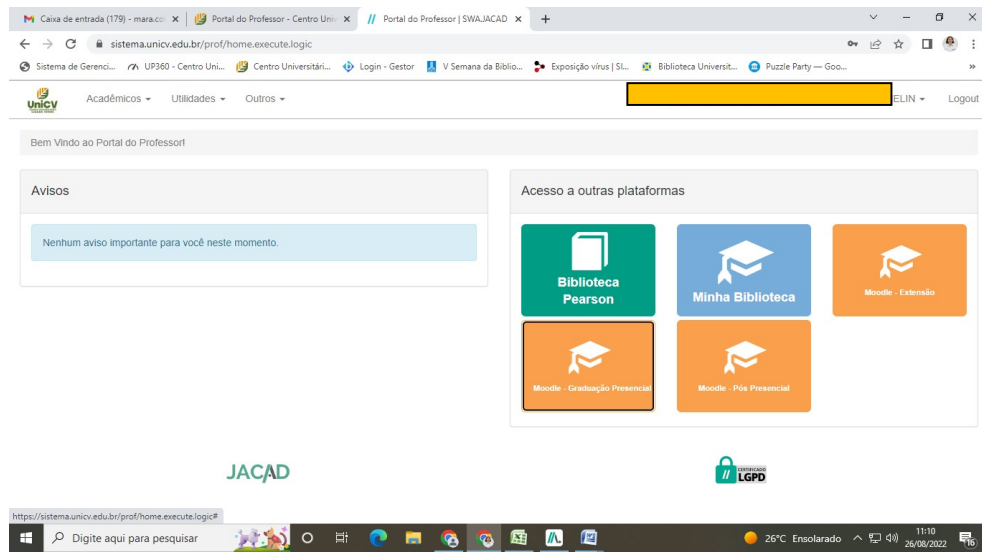 Caixa de entrada (179) - mara.co
Portal do Professor - Centro Uni
Portal do Professor | SWAJACAD
sistema.unicv.edu.br/prof/home.execute.logic
Sistema de Gerenci...
UP360 - Centro Uni...
Centro Universitári...
Login - Gestor
V Semana da Biblio...
Exposição vírus | Sl...
Biblioteca Universit...
Puzzle Party — Goo...
»
UniCV
Acadêmicos
Utilidades
Outros
ELIN
Logout
Bem Vindo ao Portal do Professor!
Avisos
Nenhum aviso importante para você neste momento.
Acesso a outras plataformas
Biblioteca
Pearson
Minha Biblioteca
Moodle - Extensão
Moodle - Graduação Presencial
Moodle - Pós Presencial
JACAD
CERTIFICADO
LGPD
https://sistema.unicv.edu.br/prof/home.execute.logic#
Digite aqui para pesquisar
26°C Ensolarado
11:10
26/08/2022
16